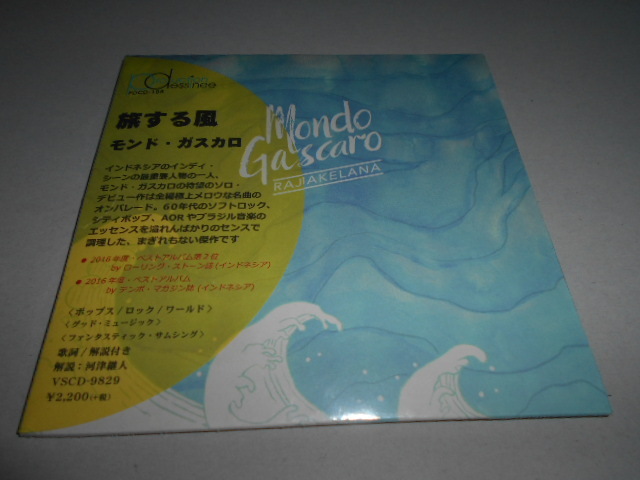 PDCD-154
旅する風
モンド・ガスカロ
インドネシアのインディ・
シーンの最重要人物の一人、
モンド・ガスカロの待望のソロ・
デビュー作は全編極上メロウな名曲の
オンパレード。60年代のソフトロック、
シティポップ、AORやブラジル音楽の
エッセンスを溢れんばかりのセンスで
調理した、まぎれもない傑作です
● 2016年度・ベストアルバム第2位
by ローリング・ストーン誌 (インドネシア)
● 2016年度・ベストアルバム
by テンポ・マガジン誌 (インドネシア)
〈ポップス/ロック/ワールド〉
〈グッド・ミュージック〉
〈ファンタスティック・サムシング〉
歌詞/解説付き
解説:河津継人
VSCD-9829
¥2,200(+税)
Mondo
Gascaro
RAJIAKELANA